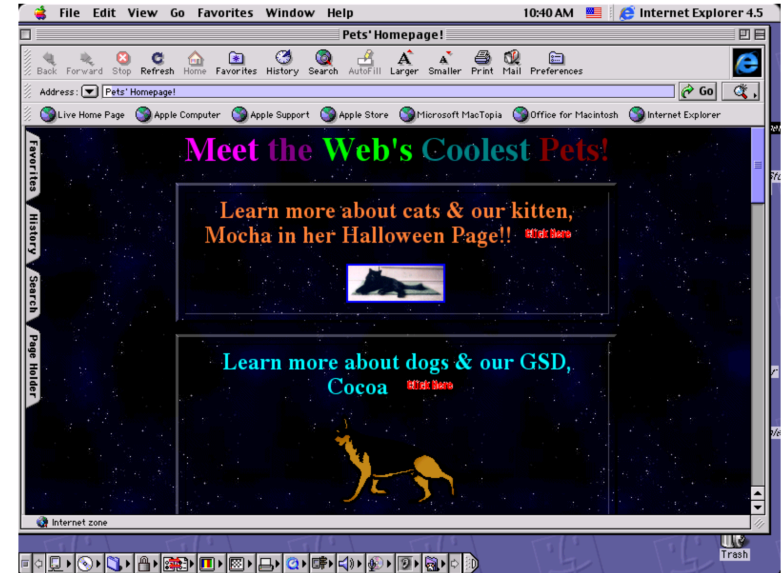 File Edit View Go Favorites Window Help 10:40 AM Internet Explorer 4.5
Pets' Homepage!
Back Forward Stop Refresh Home Favorites History Search AutoFill Larger Smaller Print Mail Preferences
Address: Pets' Homepage! Go
Live Home Page Apple Computer Apple Support Apple Store Microsoft MacTopia Office for Macintosh Internet Explorer
Favorites
History
Search
Page Holder
Meet the Web's Coolest Pets!
Learn more about cats & our kitten,
Mocha in her Halloween Page!! Click Here
Learn more about dogs & our GSD,
Cocoa Click Here
Internet zone
Trash